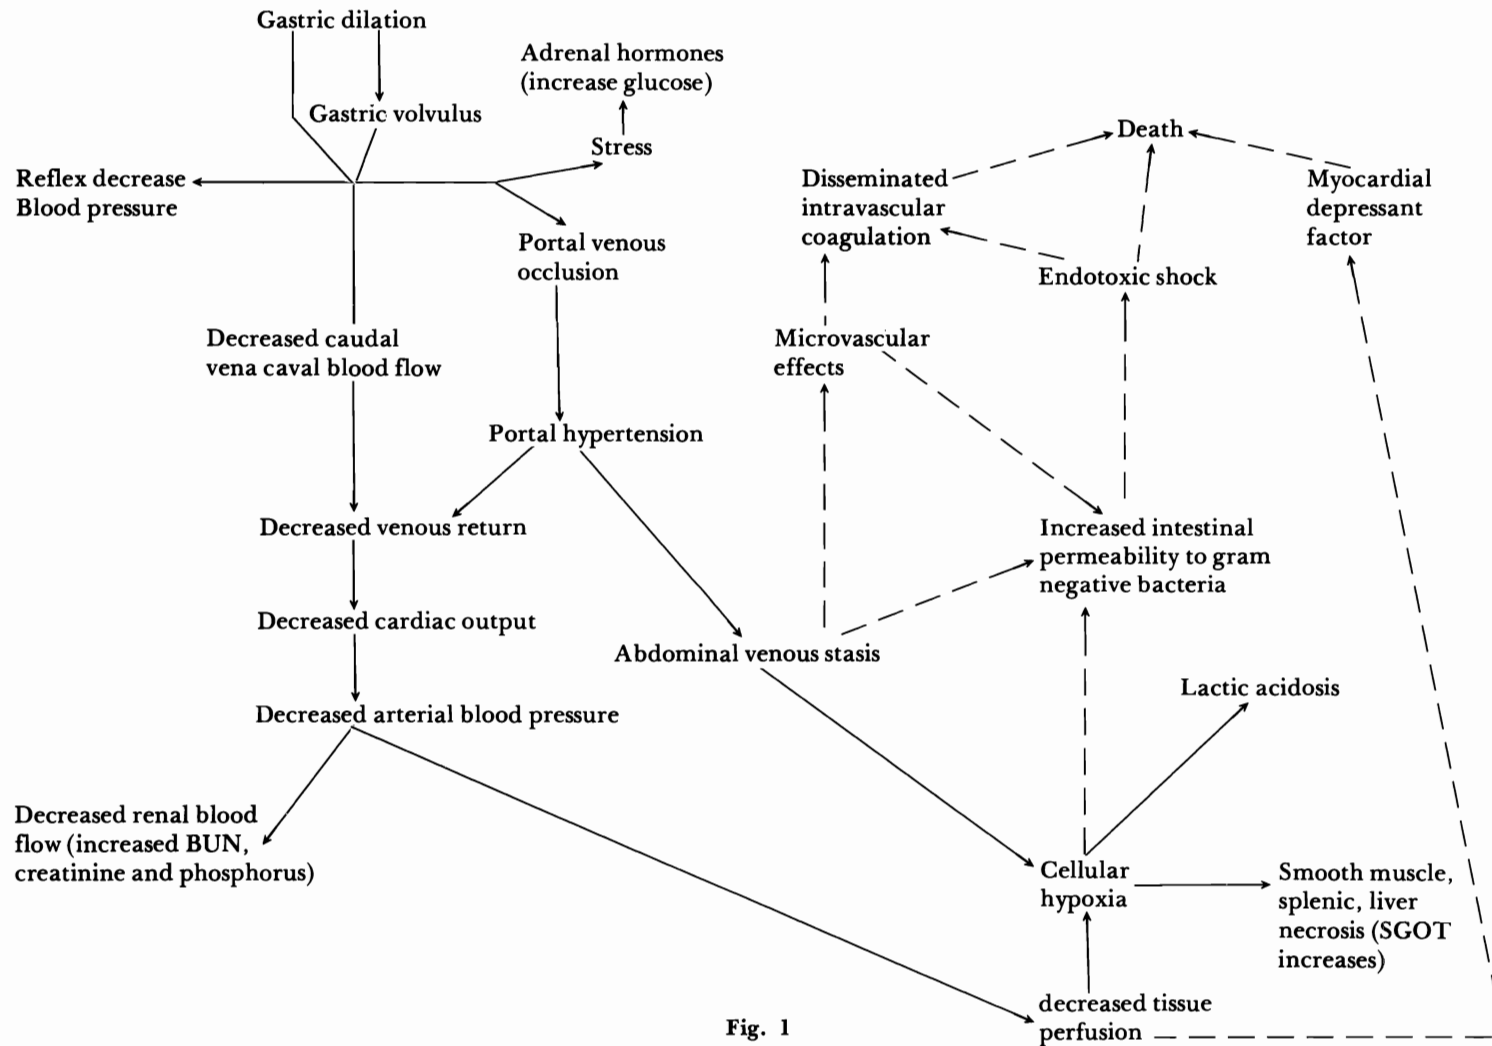 Gastric dilation
Adrenal hormones
(increase glucose)
Gastric volvulus
Stress
Death
Reflex decrease
Blood pressure
Disseminated
intravascular
coagulation
Myocardial
depressant
factor
Portal venous
occlusion
Endotoxic shock
Decreased caudal
vena caval blood flow
Microvascular
effects
Portal hypertension
Decreased venous return
Increased intestinal
permeability to gram
negative bacteria
Decreased cardiac output
Abdominal venous stasis
Lactic acidosis
Decreased arterial blood pressure
Decreased renal blood
flow (increased BUN,
creatinine and phosphorus)
Cellular
hypoxia
Smooth muscle,
splenic, liver
necrosis (SGOT
increases)
decreased tissue
perfusion
Fig. 1